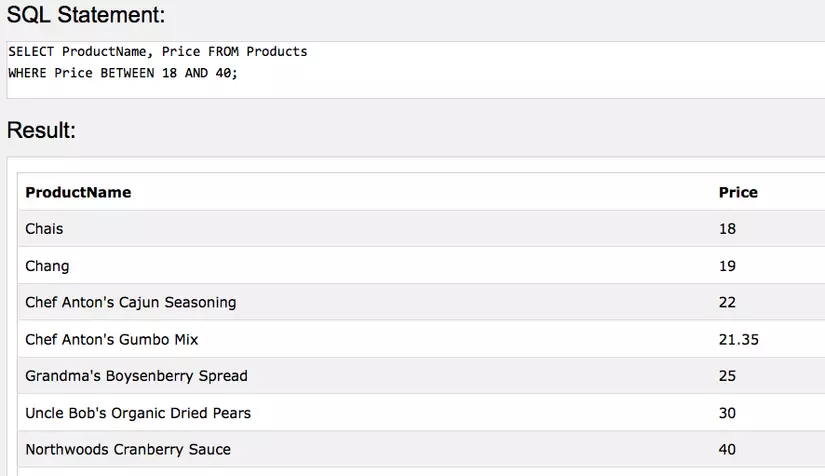 SQL Statement:
SELECT ProductName, Price FROM Products
WHERE Price BETWEEN 18 AND 40;
Result:
ProductName Price
Chais 18
Chang 19
Chef Anton's Cajun Seasoning 22
Chef Anton's Gumbo Mix 21.35
Grandma's Boysenberry Spread 25
Uncle Bob's Organic Dried Pears 30
Northwoods Cranberry Sauce 40